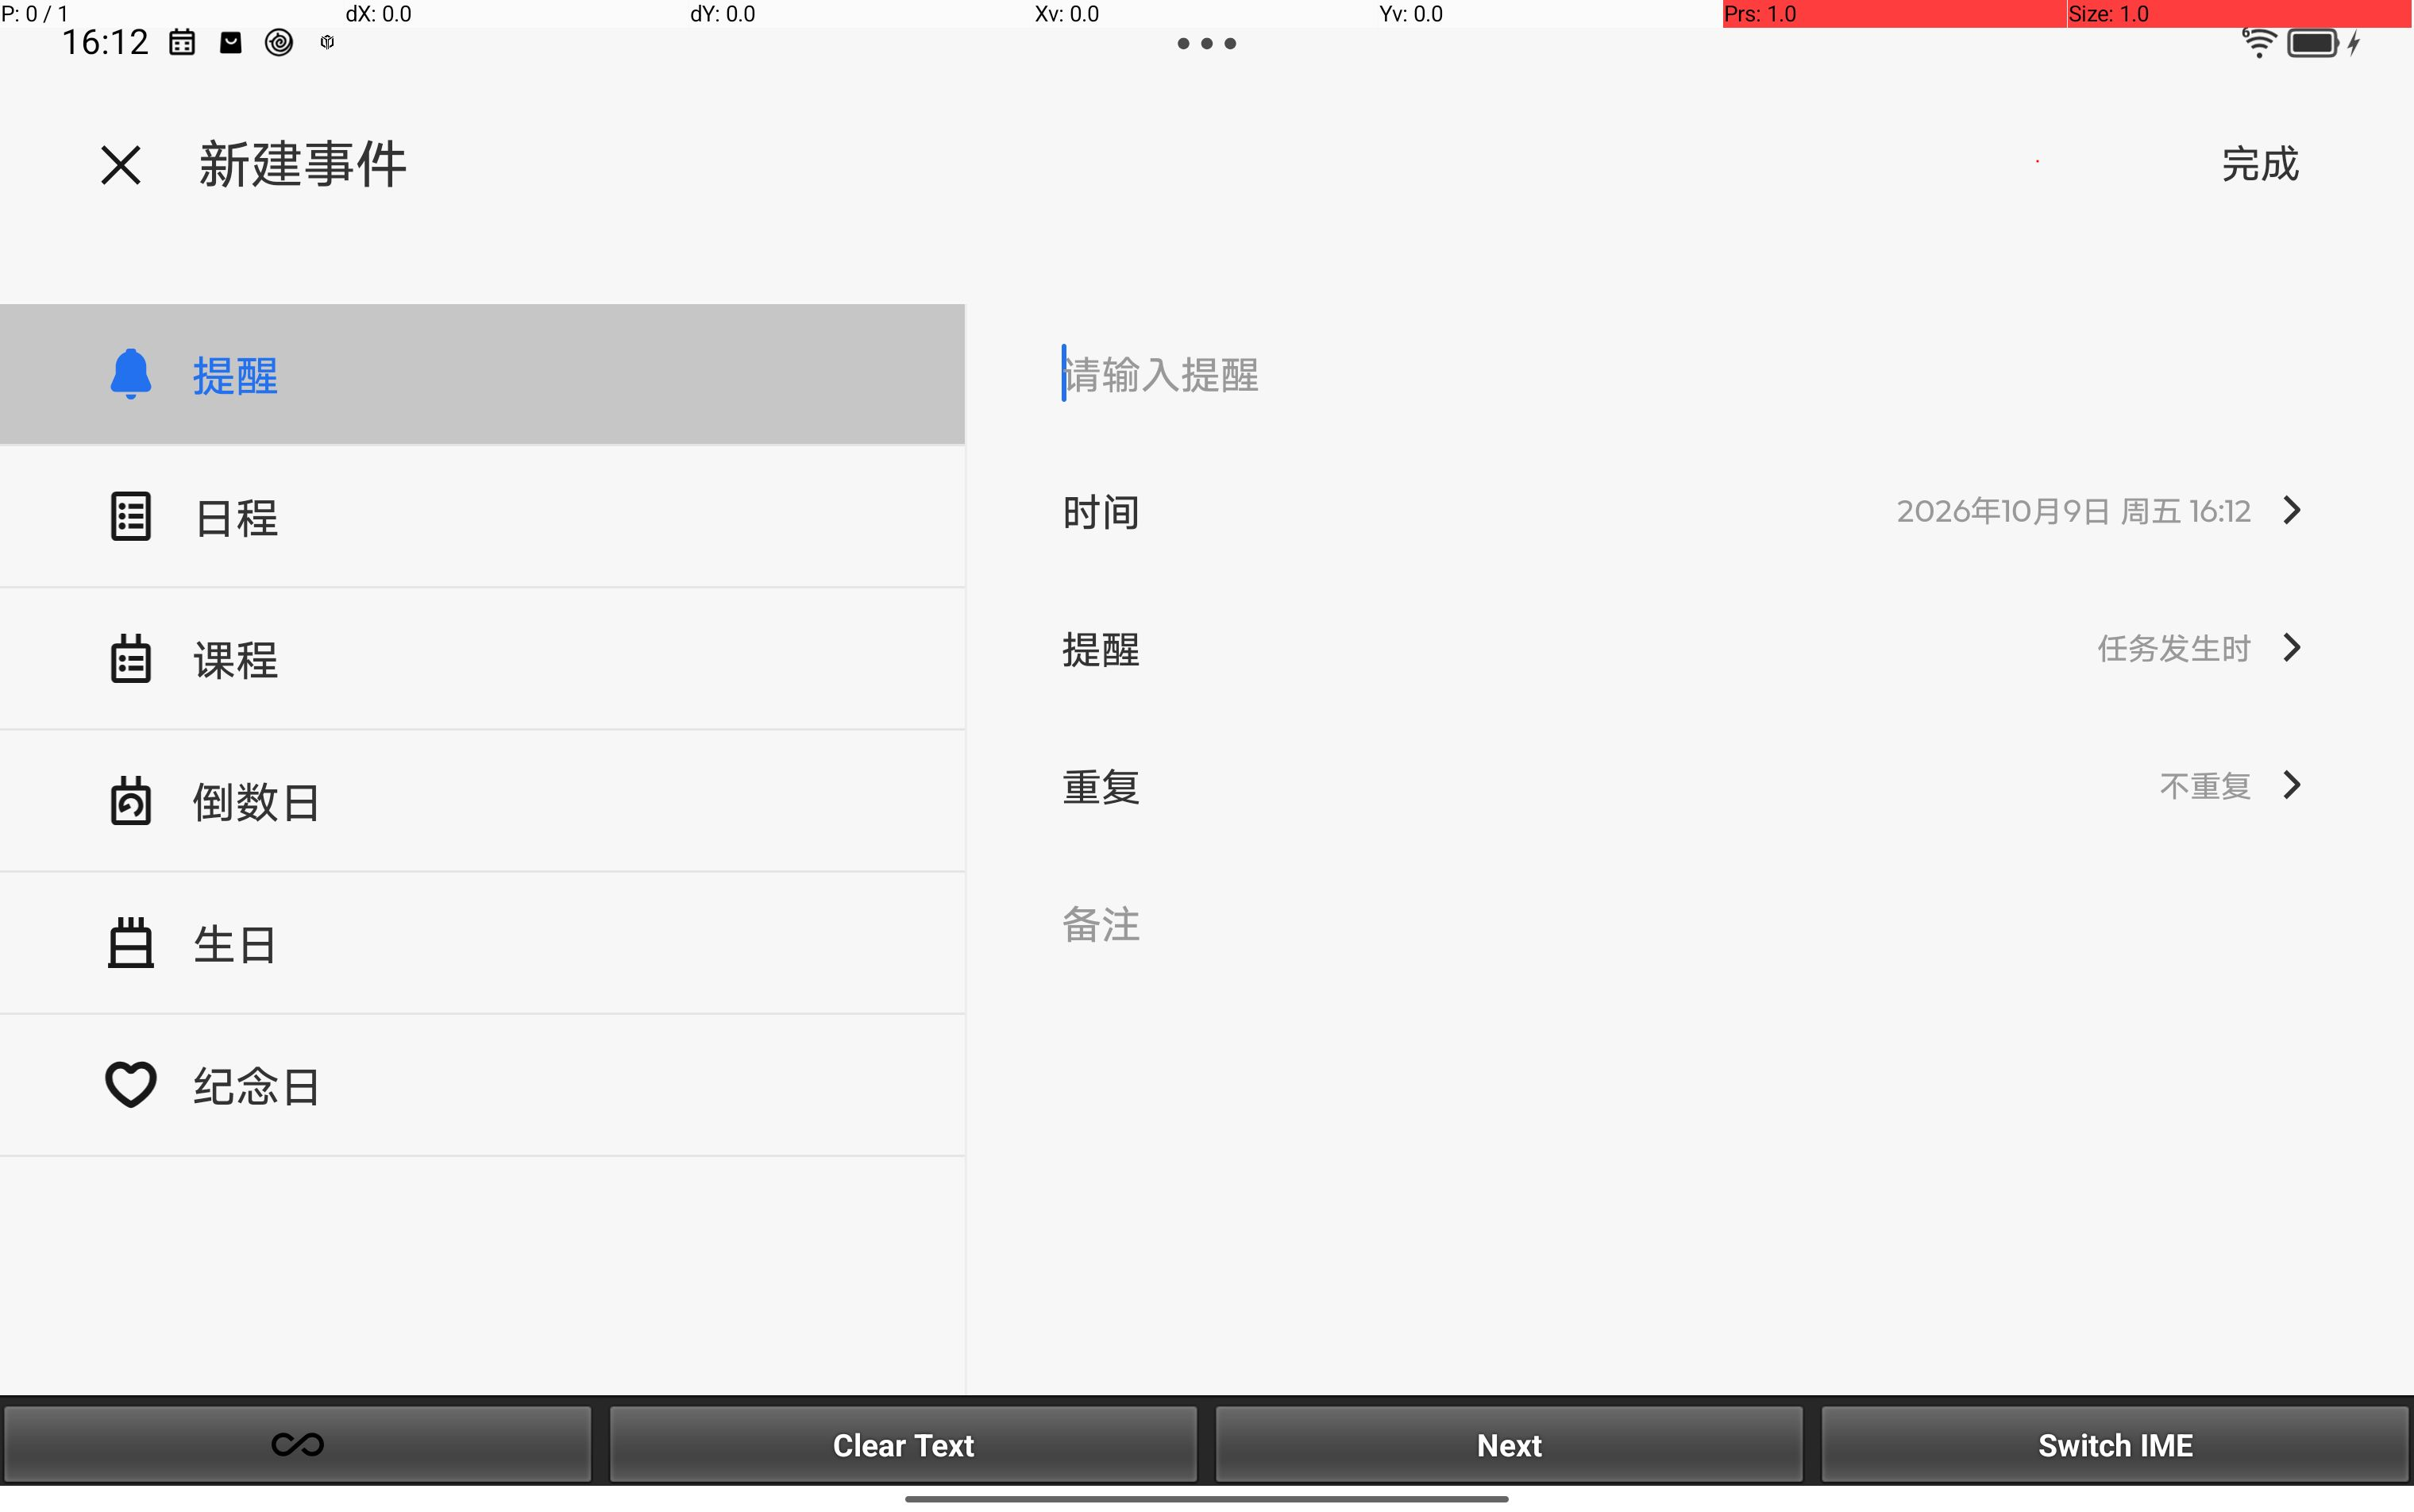 P: 0 / 1 dX: 0.0 dY: 0.0 Xv: 0.0 Yv: 0.0 Prs: 1.0 Size: 1.0
16:12
6
新建事件 完成
提醒
日程
课程
倒数日
生日
纪念日
请输入提醒
时间 2026年10月9日 周五 16:12
提醒 任务发生时
重复 不重复
备注
Clear Text Next Switch IME